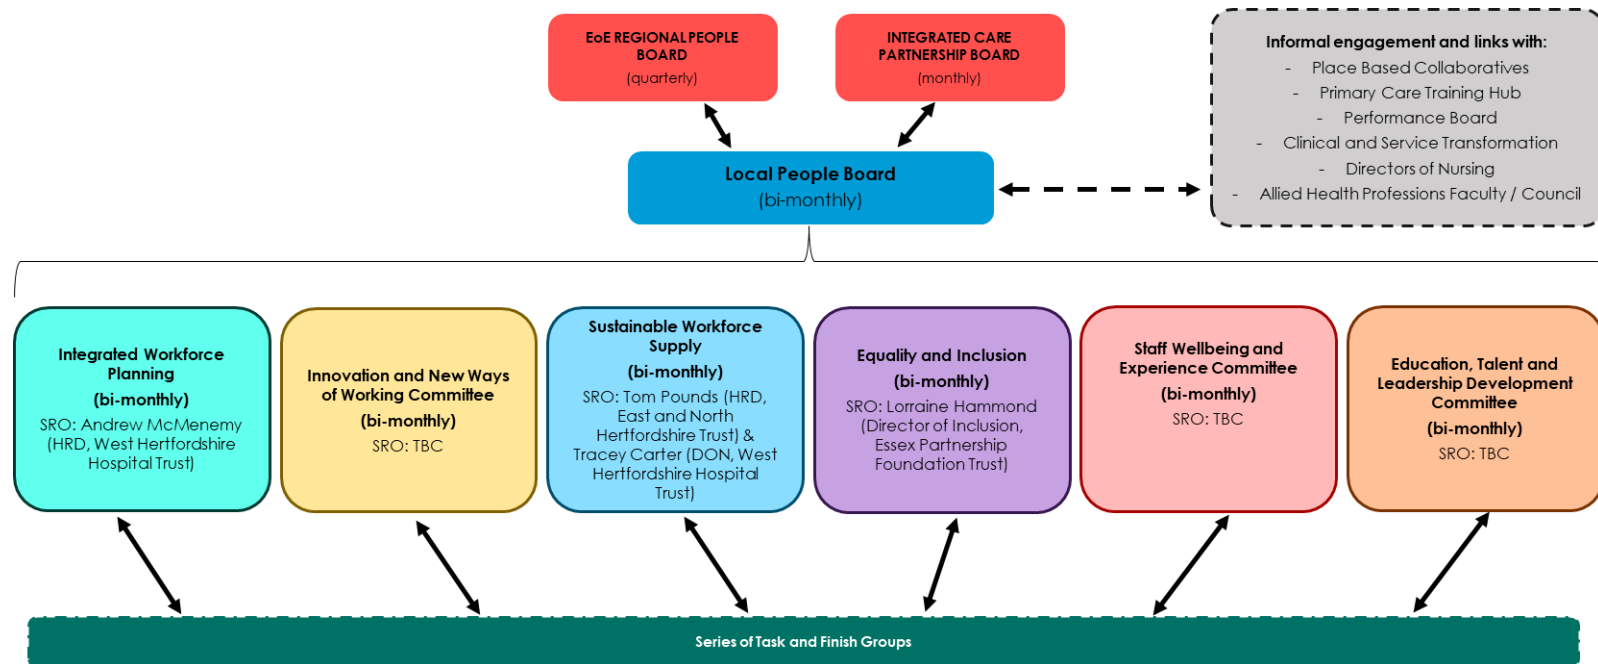 EoE REGIONAL PEOPLE
BOARD
(quarterly)
INTEGRATED CARE
PARTNERSHIP BOARD
(monthly)
Informal engagement and links with:
- Place Based Collaboratives
- Primary Care Training Hub
- Performance Board
- Clinical and Service Transformation
- Directors of Nursing
- Allied Health Professions Faculty / Council
Local People Board
(bi-monthly)
Integrated Workforce
Planning
(bi-monthly)
SRO: Andrew McMenemy
(HRD, West Hertfordshire
Hospital Trust)
Innovation and New Ways
of Working Committee
(bi-monthly)
SRO: TBC
Sustainable Workforce
Supply
(bi-monthly)
SRO: Tom Pounds (HRD,
East and North
Hertfordshire Trust) &
Tracey Carter (DON, West
Hertfordshire Hospital
Trust)
Equality and Inclusion
(bi-monthly)
SRO: Lorraine Hammond
(Director of Inclusion,
Essex Partnership
Foundation Trust)
Staff Wellbeing and
Experience Committee
(bi-monthly)
SRO: TBC
Education, Talent and
Leadership Development
Committee
(bi-monthly)
SRO: TBC
Series of Task and Finish Groups